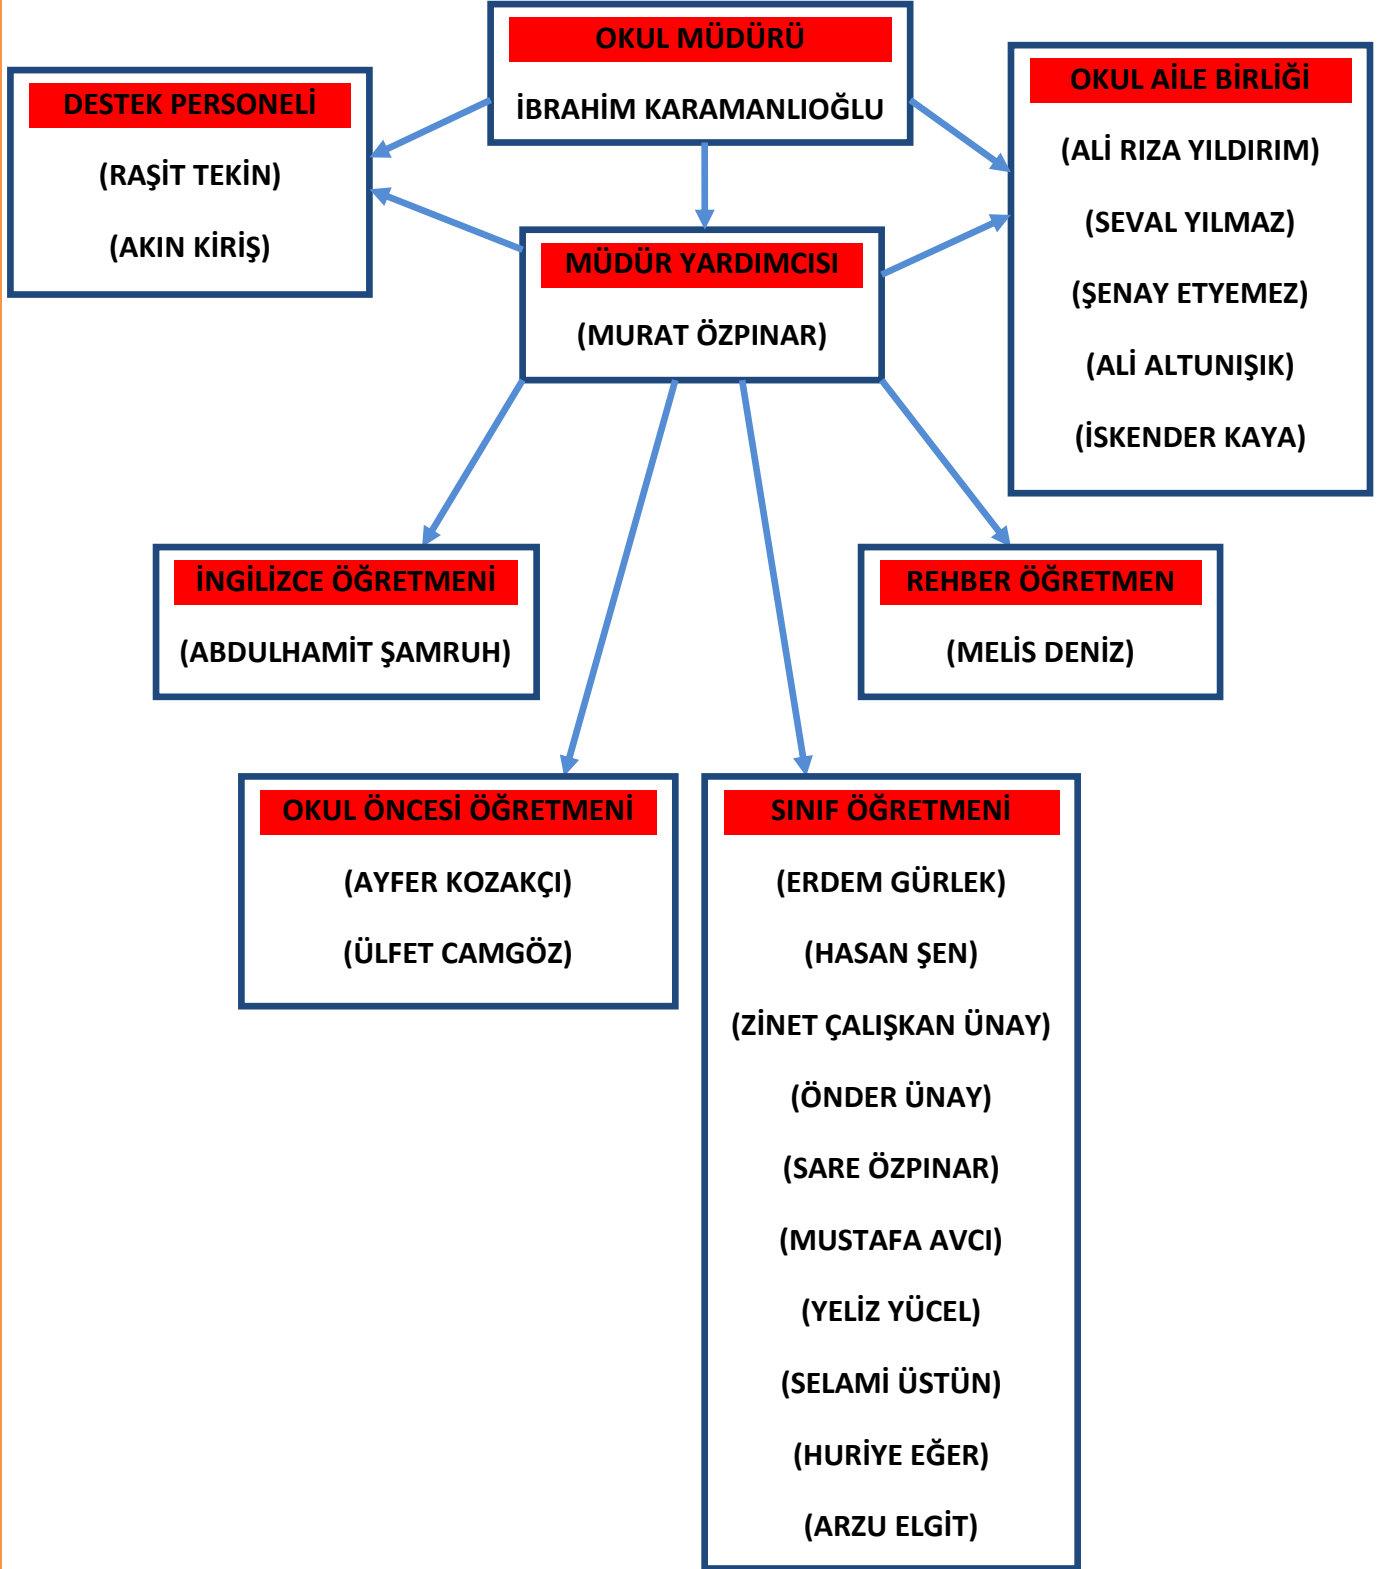 OKUL MÜDÜRÜ
İBRAHİM KARAMANLIOĞLU
DESTEK PERSONELİ
(RAŞİT TEKİN)
(AKIN KİRİŞ)
OKUL AİLE BİRLİĞİ
(ALİ RIZA YILDIRIM)
(SEVAL YILMAZ)
(ŞENAY ETYEMEZ)
(ALİ ALTUNIŞIK)
(İSKENDER KAYA)
MÜDÜR YARDIMCISI
(MURAT ÖZPINAR)
İNGİLİZCE ÖĞRETMENİ
(ABDULHAMİT ŞAMRUH)
REHBER ÖĞRETMEN
(MELİS DENİZ)
OKUL ÖNCESİ ÖĞRETMENİ
(AYFER KOZAKÇI)
(ÜLFET CAMGÖZ)
SINIF ÖĞRETMENİ
(ERDEM GÜRLEK)
(HASAN ŞEN)
(ZİNET ÇALIŞKAN ÜNAY)
(ÖNDER ÜNAY)
(SARE ÖZPINAR)
(MUSTAFA AVCI)
(YELİZ YÜCEL)
(SELAMİ ÜSTÜN)
(HURİYE EĞER)
(ARZU ELGİT)